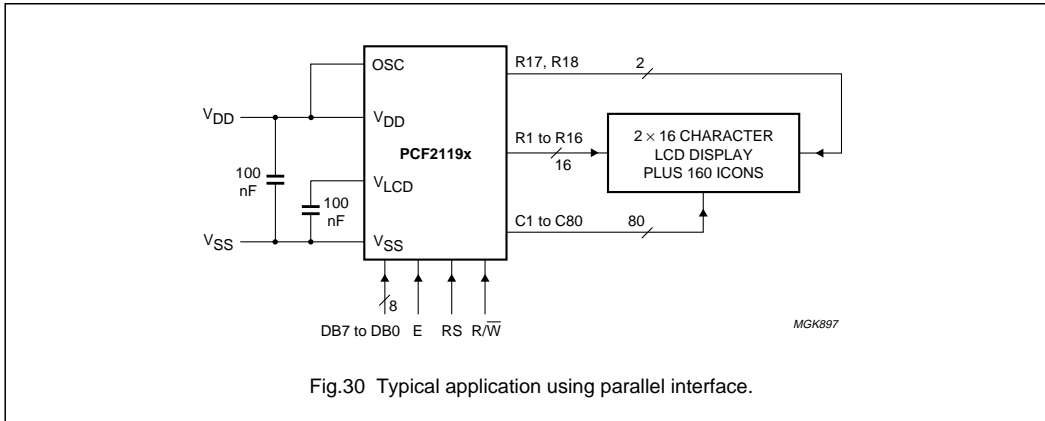 OSC
R17, R18
2
VDD
VDD
PCF2119x
R1 to R16
16
2 × 16 CHARACTER
LCD DISPLAY
PLUS 160 ICONS
100
nF
VLCD
100
nF
C1 to C80
80
VSS
VSS
8
DB7 to DB0 E RS R/W̅
MGK897
Fig.30 Typical application using parallel interface.